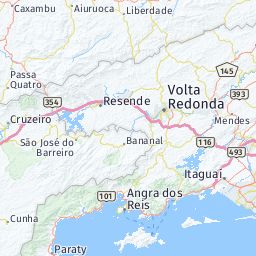 Caxambu
Aiuruoca
Liberdade
Passa
Quatro
145
393
354
Resende
Volta
Redonda
Cruzeiro
Mendes
São José do
Barreiro
Bananal
116
493
Itaguaí
101
Angra dos
Reis
Cunha
Paraty